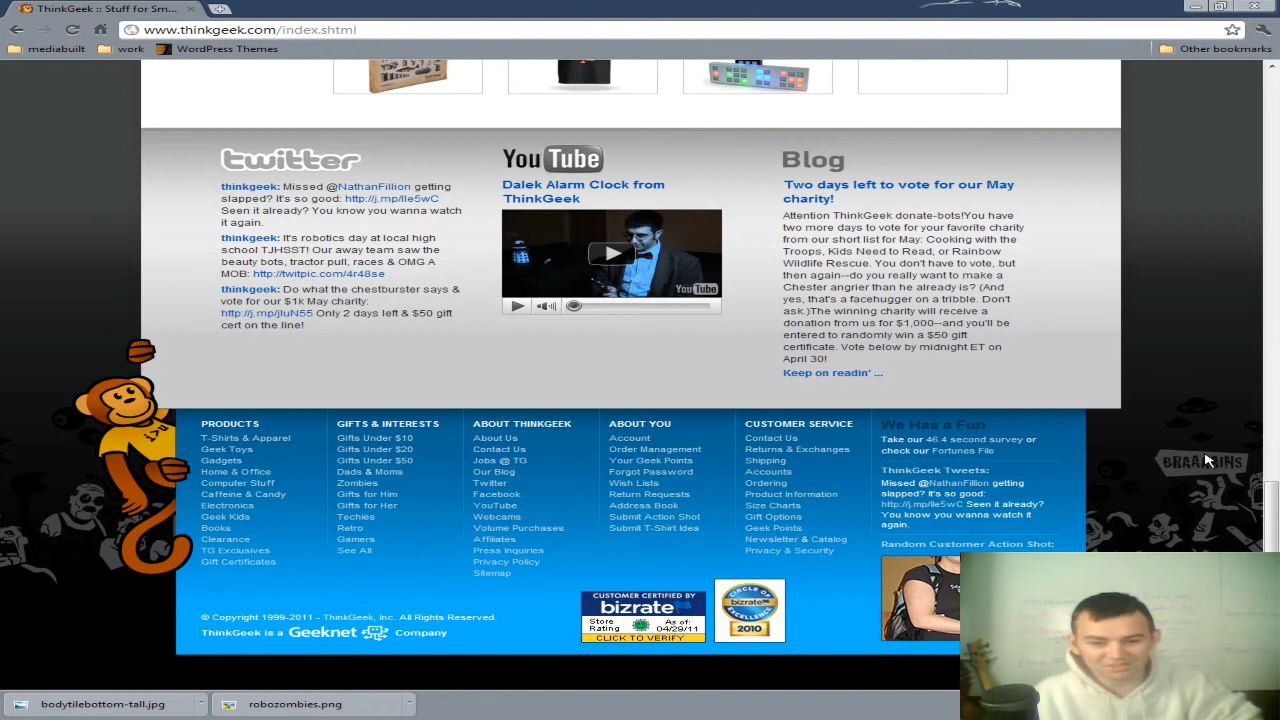 ThinkGeek :: Stuff for Sm...
www.thinkgeek.com/index.shtml
mediabuilt
work
WordPress Themes
Other bookmarks
twitter
thinkgeek: Missed @NathanFillion getting
slapped? It's so good: http://j.mp/lIe5wC
Seen it already? You know you wanna watch
it again.
thinkgeek: It's robotics day at local high
school TJHSST! Our away team saw the
beauty bots, tractor pull, races & OMG A
MOB: http://twitpic.com/4r48se
thinkgeek: Do what the chestburster says &
vote for our $1k May charity:
http://j.mp/jIuN55 Only 2 days left & $50 gift
cert on the line!
YouTube
Dalek Alarm Clock from
ThinkGeek
YouTube
Blog
Two days left to vote for our May
charity!
Attention ThinkGeek donate-bots!You have
two more days to vote for your favorite charity
from our short list for May: Cooking with the
Troops, Kids Need to Read, or Rainbow
Wildlife Rescue. You don't have to vote, but
then again--do you really want to make a
Chester angrier than he already is? (And
yes, that's a facehugger on a tribble. Don't
ask.)The winning charity will receive a
donation from us for $1,000--and you'll be
entered to randomly win a $50 gift
certificate. Vote below by midnight ET on
April 30!
Keep on readin' ...
BRAAAINS
PRODUCTS
T-Shirts & Apparel
Geek Toys
Gadgets
Home & Office
Computer Stuff
Caffeine & Candy
Electronics
Geek Kids
Books
Clearance
TG Exclusives
Gift Certificates
GIFTS & INTERESTS
Gifts Under $10
Gifts Under $20
Gifts Under $50
Dads & Moms
Zombies
Gifts for Him
Gifts for Her
Techies
Retro
Gamers
See All
ABOUT THINKGEEK
About Us
Contact Us
Jobs @ TG
Our Blog
Twitter
Facebook
YouTube
Webcams
Volume Purchases
Affiliates
Press Inquiries
Privacy Policy
Sitemap
ABOUT YOU
Account
Order Management
Your Geek Points
Forgot Password
Wish Lists
Return Requests
Address Book
Submit Action Shot
Submit T-Shirt Idea
CUSTOMER SERVICE
Contact Us
Returns & Exchanges
Shipping
Accounts
Ordering
Product Information
Size Charts
Gift Options
Geek Points
Newsletter & Catalog
Privacy & Security
We Has a Fun
Take our 46.4 second survey or
check our Fortunes File
ThinkGeek Tweets:
Missed @NathanFillion getting
slapped? It's so good:
http://j.mp/lIe5wC Seen it already?
You know you wanna watch it
again.
Random Customer Action Shot:
© Copyright 1999-2011 - ThinkGeek, Inc. All Rights Reserved.
ThinkGeek is a Geeknet Company
CUSTOMER CERTIFIED BY
bizrate
Store
Rating
As of:
04/29/11
CLICK TO VERIFY
CIRCLE OF
EXCELLENCE
bizrate
2010
bodytilebottom-tall.jpg
robozombies.png